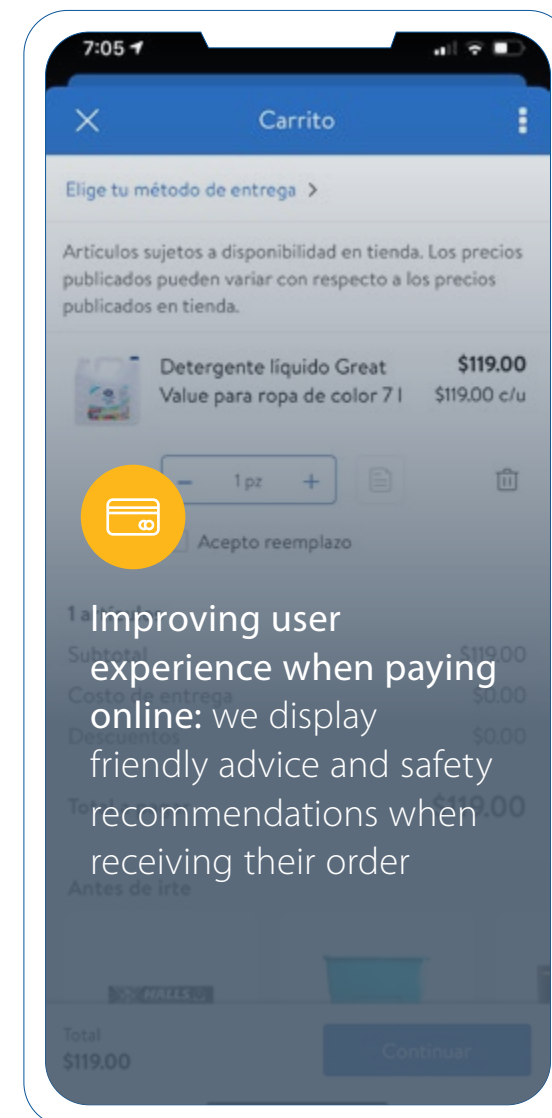 7:05
Carrito
Elige tu método de entrega >
Artículos sujetos a disponibilidad en tienda. Los precios
publicados pueden variar con respecto a los precios
publicados en tienda.
Detergente líquido Great
Value para ropa de color 7 l
$119.00
$119.00 c/u
1 pz
Acepto reemplazo
Improving user
experience when paying
online: we display
friendly advice and safety
recommendations when
receiving their order
1
Subtotal
$119.00
Costo de entrega
$0.00
Descuentos
$0.00
$119.00
Antes de irte
HALLS
Total
$119.00
Continuar